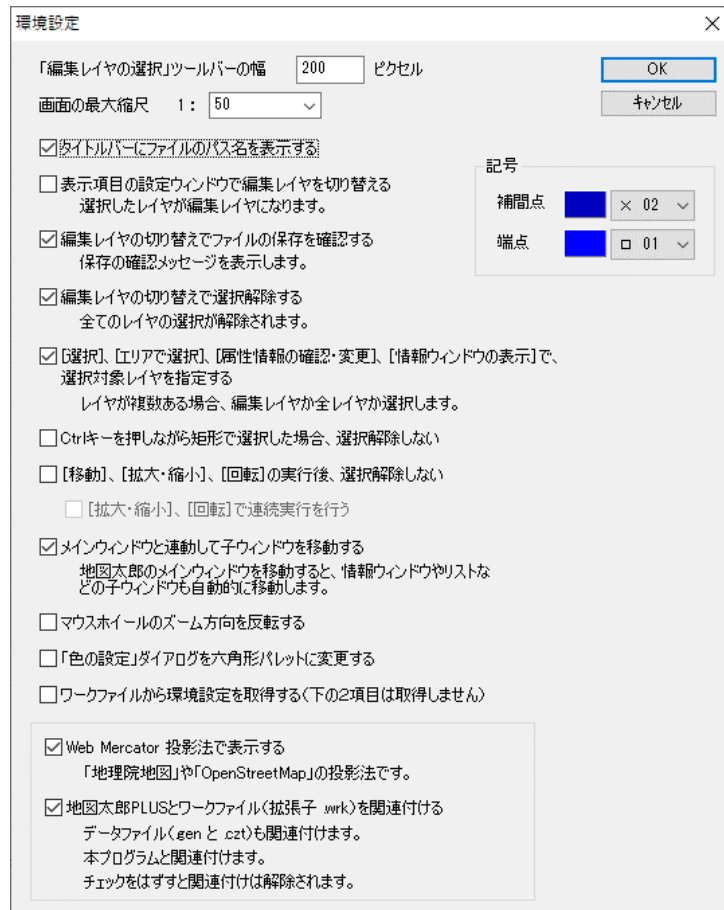 環境設定
「編集レイヤの選択」ツールバーの幅 200 ピクセル
OK
画面の最大縮尺 1: 50
キャンセル
タイトルバーにファイルのパス名を表示する
表示項目の設定ウィンドウで編集レイヤを切り替える
選択したレイヤが編集レイヤになります。
記号
補間点 × 02
端点 □ 01
編集レイヤの切り替えでファイルの保存を確認する
保存の確認メッセージを表示します。
編集レイヤの切り替えで選択解除する
全てのレイヤの選択が解除されます。
[選択]、[エリアで選択]、[属性情報の確認・変更]、[情報ウィンドウの表示]で、
選択対象レイヤを指定する
レイヤが複数ある場合、編集レイヤか全レイヤか選択します。
Ctrlキーを押しながら矩形で選択した場合、選択解除しない
[移動]、[拡大・縮小]、[回転]の実行後、選択解除しない
[拡大・縮小]、[回転]で連続実行を行う
メインウィンドウと連動して子ウィンドウを移動する
地図太郎のメインウィンドウを移動すると、情報ウィンドウやリストな
どの子ウィンドウも自動的に移動します。
マウスホイールのズーム方向を反転する
「色の設定」ダイアログを六角形パレットに変更する
ワークファイルから環境設定を取得する(下の2項目は取得しません)
Web Mercator 投影法で表示する
「地理院地図」や「OpenStreetMap」の投影法です。
地図太郎PLUSとワークファイル(拡張子 .wrk)を関連付ける
データファイル(.gen と .czt)も関連付けます。
本プログラムと関連付けます。
チェックをはずすと関連付けは解除されます。